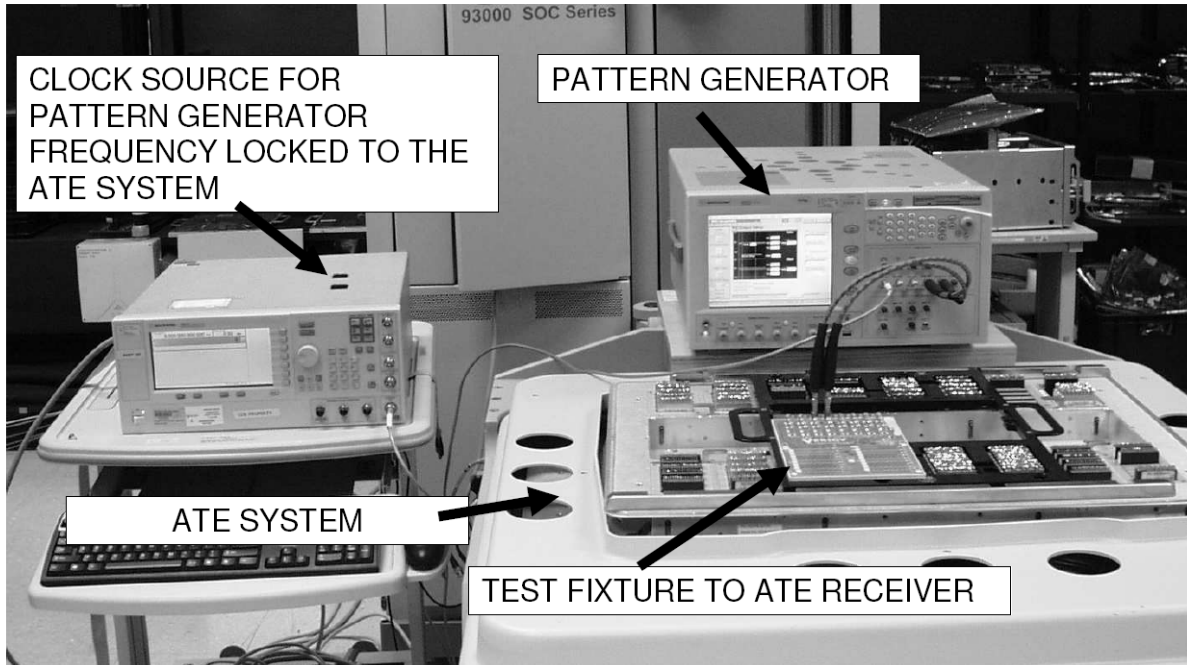 93000 SOC Series
CLOCK SOURCE FOR
PATTERN GENERATOR
FREQUENCY LOCKED TO THE
ATE SYSTEM
PATTERN GENERATOR
ATE SYSTEM
TEST FIXTURE TO ATE RECEIVER